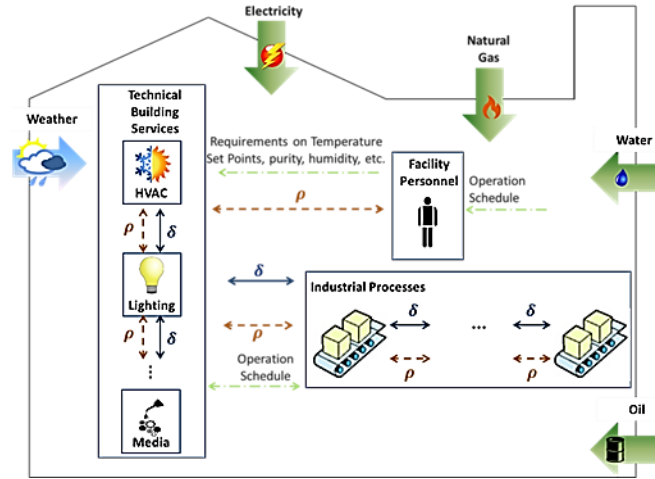 Electricity
Natural
Gas
Weather
Water
Oil
Technical
Building
Services
HVAC
ρ
δ
Lighting
ρ
δ
...
Media
Requirements on Temperature
Set Points, purity, humidity, etc.
ρ
Facility
Personnel
Operation
Schedule
δ
ρ
Operation
Schedule
Industrial Processes
δ
...
δ
ρ
ρ